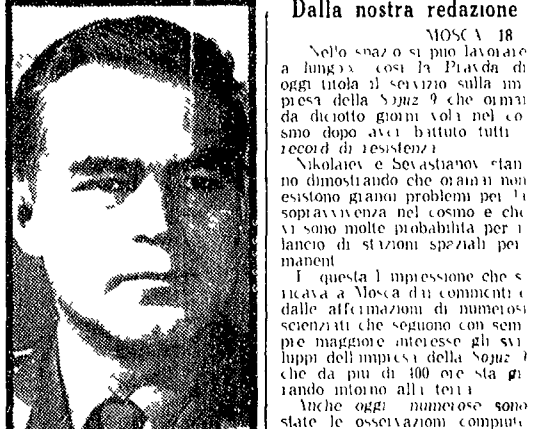 Dalla nostra redazione
MOSCA 18
Nello spazio si può lavorare
a lungo: così la Pravda di
oggi titola il servizio sulla im
presa della Sojuz 9 che ormai
da diciotto giorni vola nel co
smo dopo aver battuto tutti
record di resistenza
Nikolaiev e Sevastianov stan
no dimostrando che oramai non
esistono grandi problemi per
sopravvivenza nel cosmo e che
vi sono molte probabilità per i
lancio di stazioni spaziali per
manenti
questa l impressione che s
ricava a Mosca dai commenti e
dalle affermazioni di numerosi
scienziati che seguono con sem
pre maggiore interesse gli svi
luppi dell impresa della Sojuz 9
che da più di 400 ore sta gi
rando intorno alla terra
Anche oggi numerose sono
state le osservazioni compiute